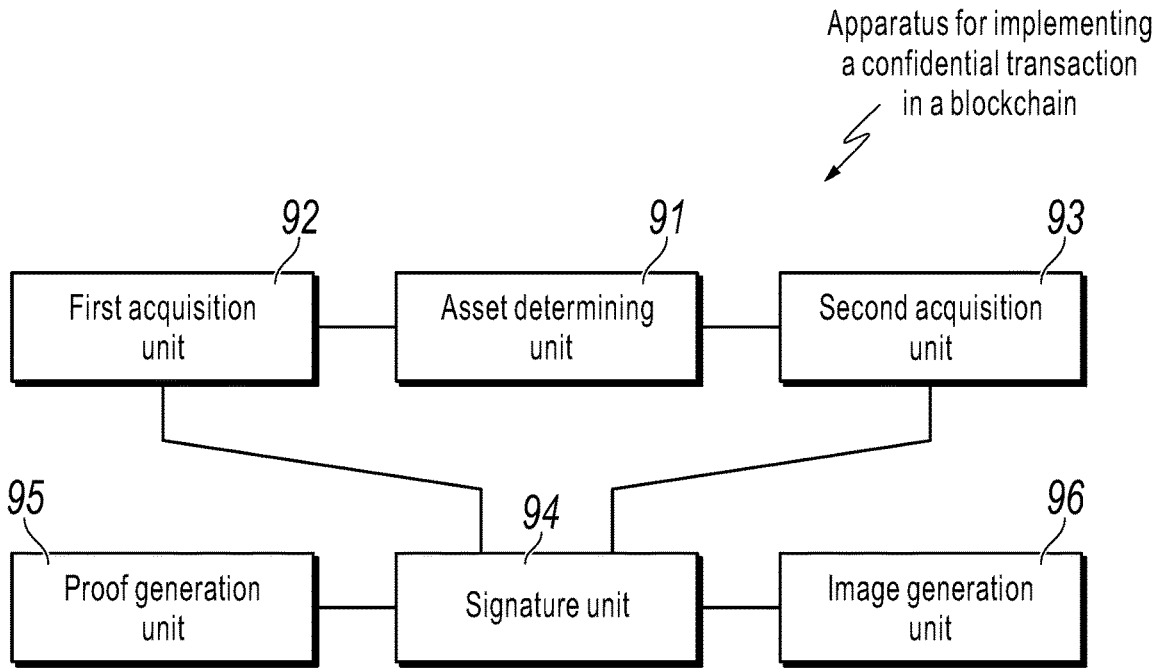 Apparatus for implementing
a confidential transaction
in a blockchain
92
91
93
First acquisition
unit
Asset determining
unit
Second acquisition
unit
95
94
96
Proof generation
unit
Signature unit
Image generation
unit